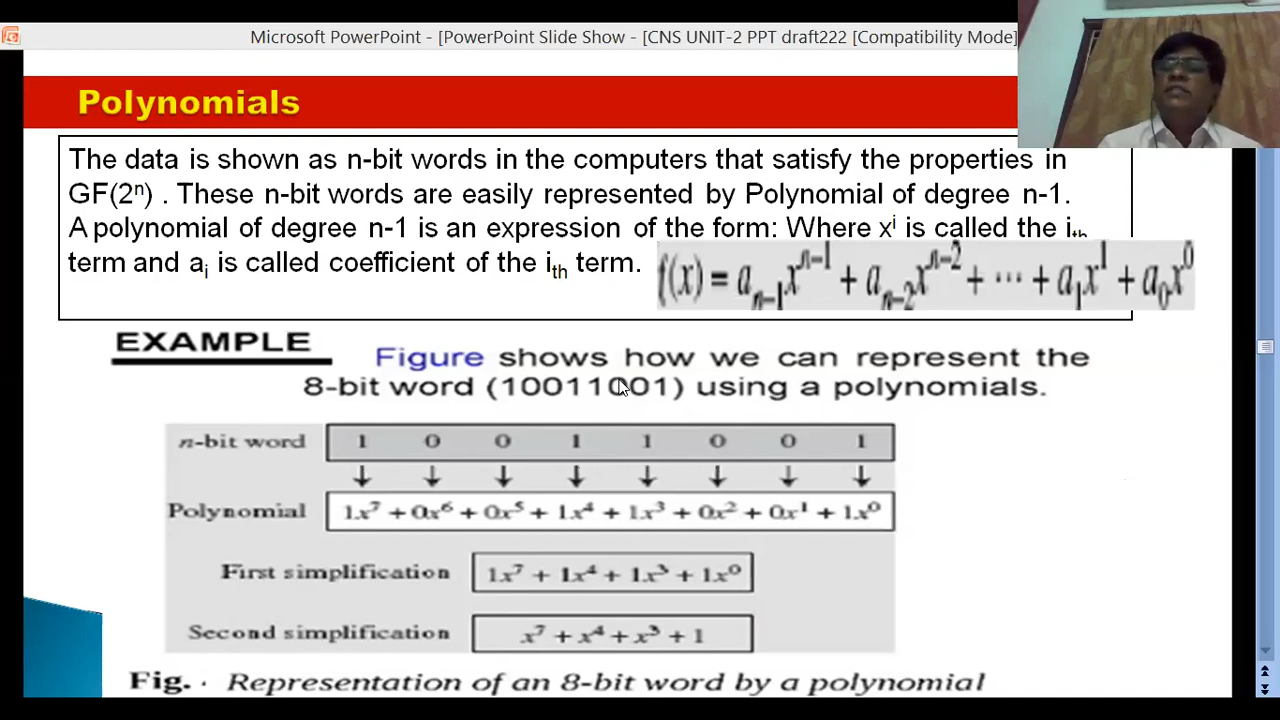 Microsoft PowerPoint - [PowerPoint Slide Show - [CNS UNIT-2 PPT draft222 [Compatibility Mode]
Polynomials
The data is shown as n-bit words in the computers that satisfy the properties in
GF(2ⁿ) . These n-bit words are easily represented by Polynomial of degree n-1.
A polynomial of degree n-1 is an expression of the form: Where xⁱ is called the iₜₕ
term and aᵢ is called coefficient of the iₜₕ term.
f(x) = aₙ₋₁xⁿ⁻¹ + aₙ₋₂xⁿ⁻² + ⋯ + a₁x¹ + a₀x⁰
EXAMPLE
Figure shows how we can represent the
8-bit word (10011001) using a polynomials.
n-bit word 1 0 0 1 1 0 0 1
Polynomial 1x⁷ + 0x⁶ + 0x⁵ + 1x⁴ + 1x³ + 0x² + 0x¹ + 1x⁰
First simplification 1x⁷ + 1x⁴ + 1x³ + 1x⁰
Second simplification x⁷ + x⁴ + x³ + 1
Fig. · Representation of an 8-bit word by a polynomial